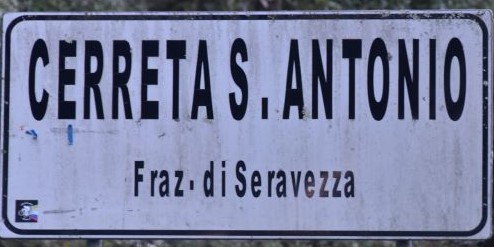 CERRETA S. ANTONIO
Fraz. di Seravezza